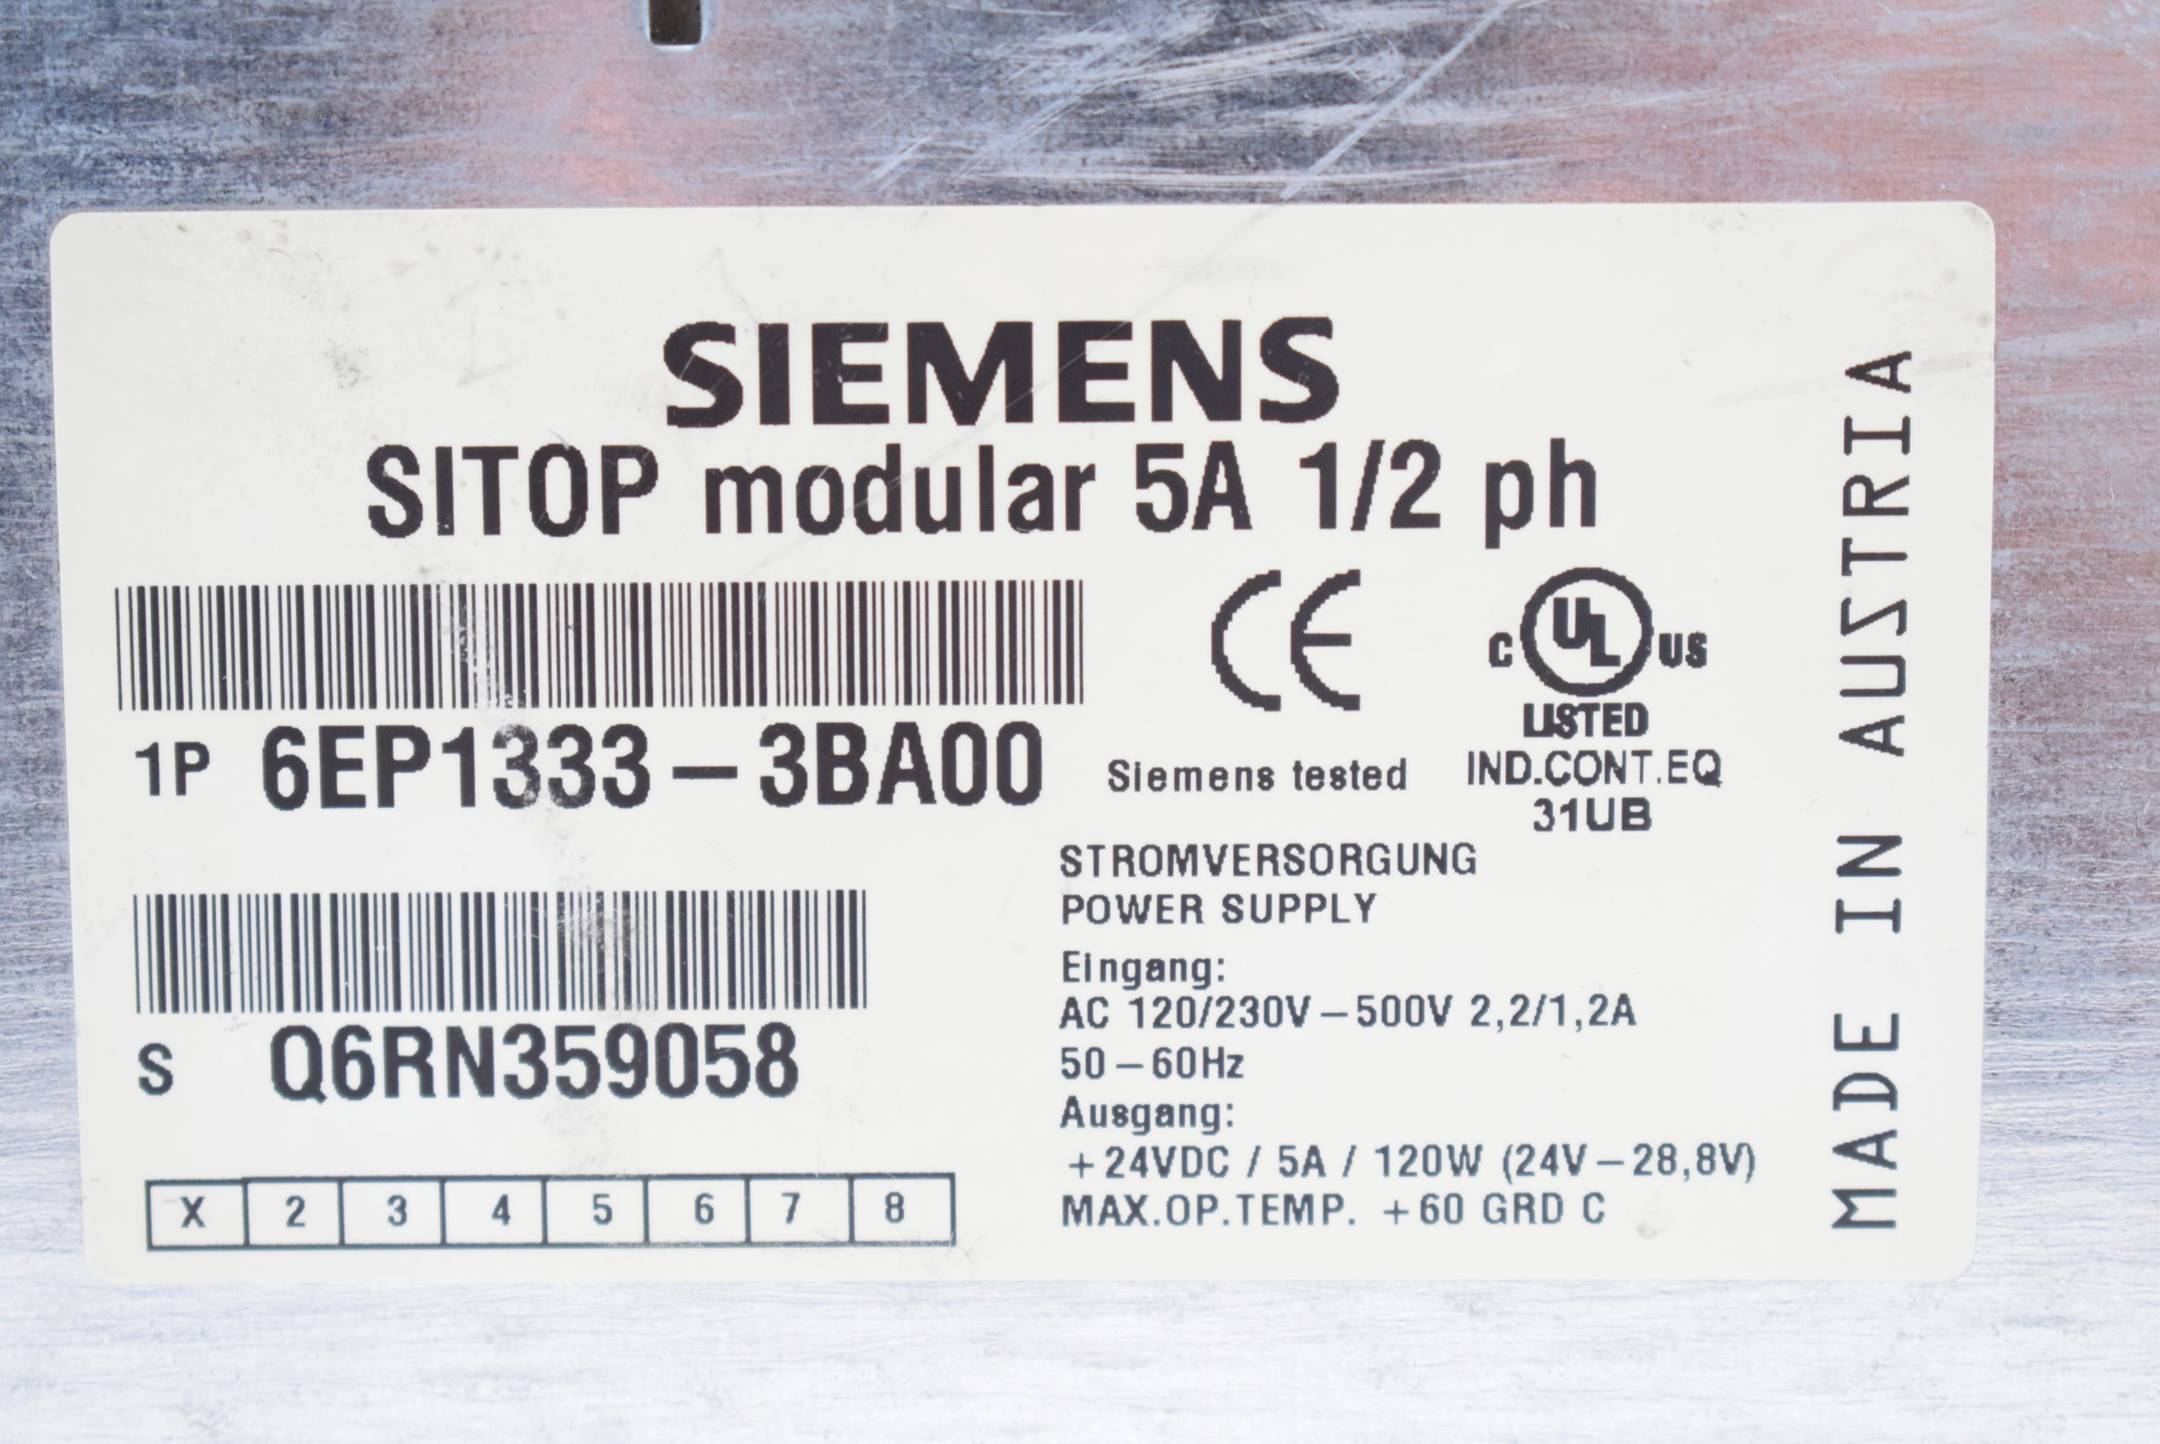 SIEMENS
SITOP modular 5A 1/2 ph
CE
C UL US
LISTED
1P 6EP1333-3BA00
Siemens tested
IND.CONT.EQ
31UB
STROMVERSORGUNG
POWER SUPPLY
Eingang:
AC 120/230V-500V 2,2/1,2A
50-60Hz
S Q6RN359058
Ausgang:
+24VDC / 5A / 120W (24V-28,8V)
MAX.OP.TEMP. +60 GRD C
X 2 3 4 5 6 7 8
MADE IN AUSTRIA